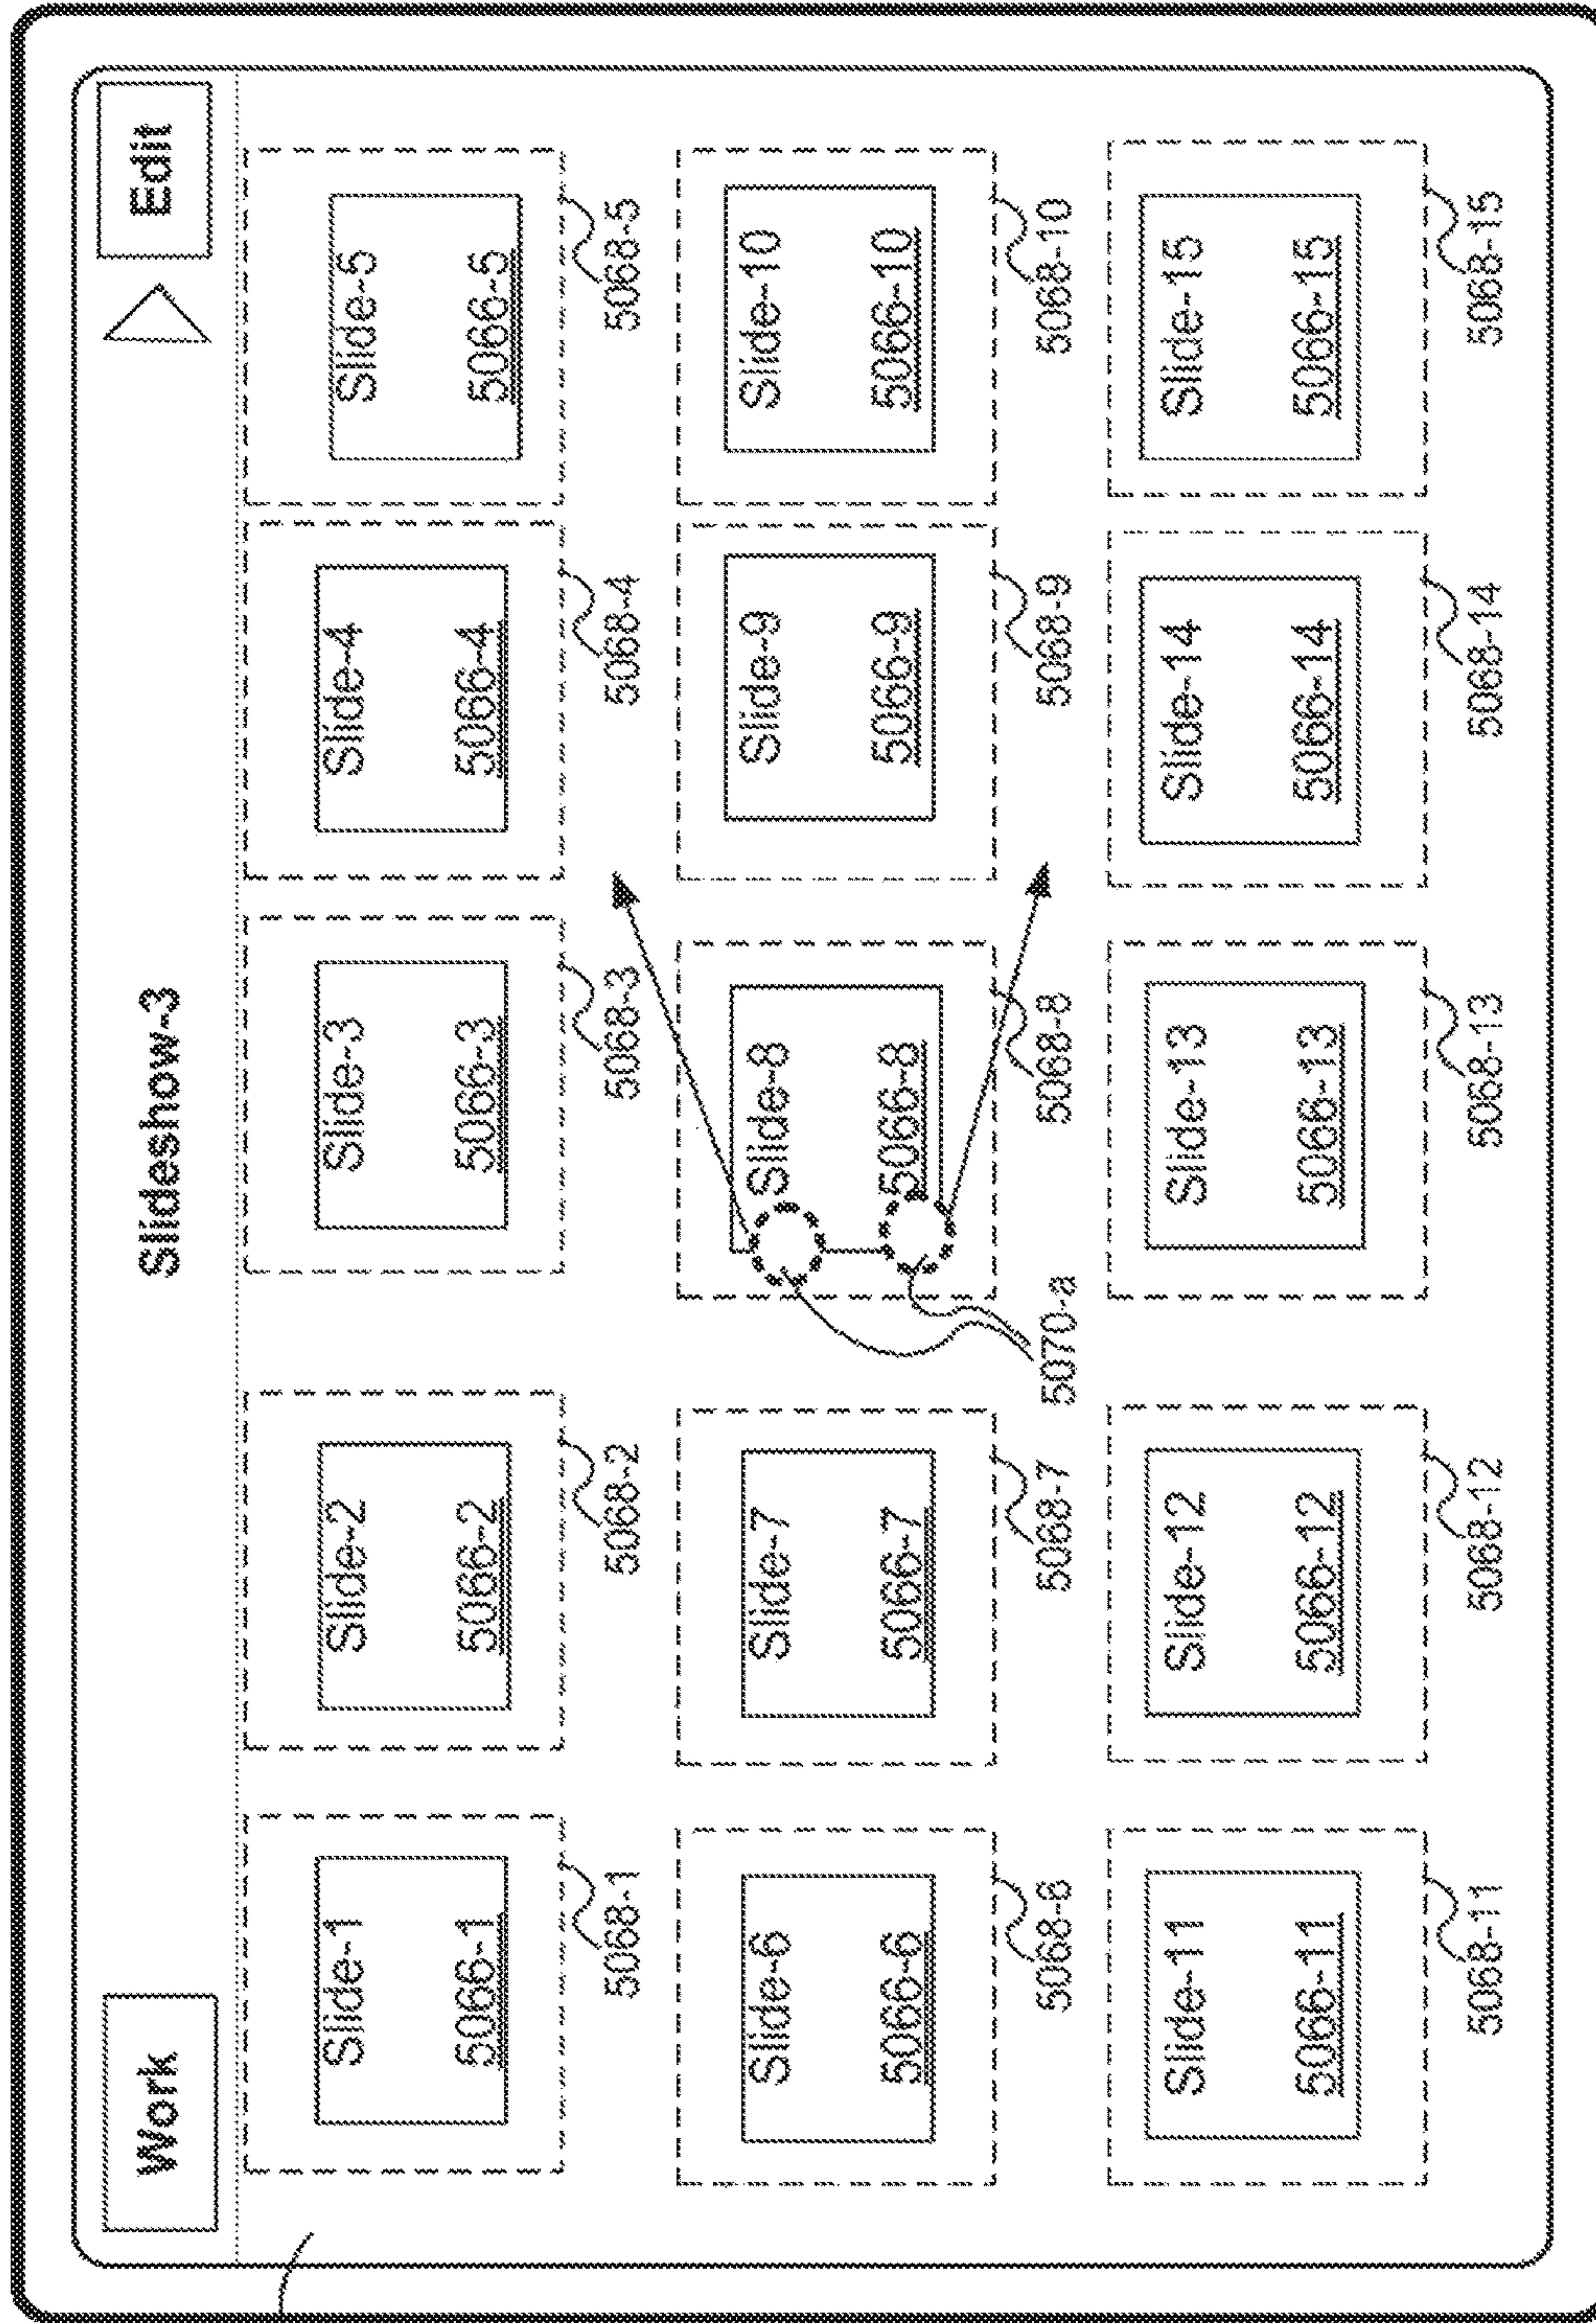 Work Slideshow-3 Edit
Slide-1 Slide-2 Slide-3 Slide-4 Slide-5
5066-1 5066-2 5066-3 5066-4 5066-5
5068-1 5068-2 5068-3 5068-4 5068-5
Slide-6 Slide-7 Slide-8 Slide-9 Slide-10
5066-6 5066-7 5066-8 5066-9 5066-10
5068-6 5068-7 5070-a 5068-8 5068-9 5068-10
Slide-11 Slide-12 Slide-13 Slide-14 Slide-15
5066-11 5066-12 5066-13 5066-14 5066-15
5068-11 5068-12 5068-13 5068-14 5068-15